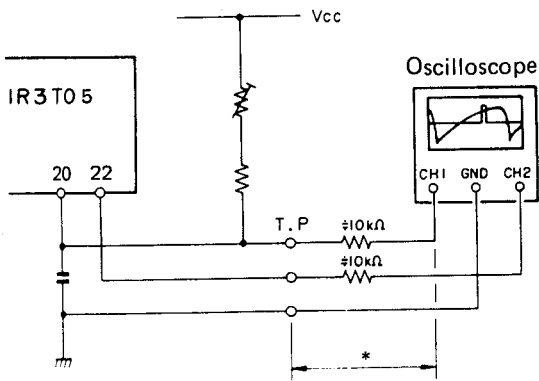 Vcc
IR3T05
Oscilloscope
20 22
CH1 GND CH2
T.P
≑10kΩ
≑10kΩ
*